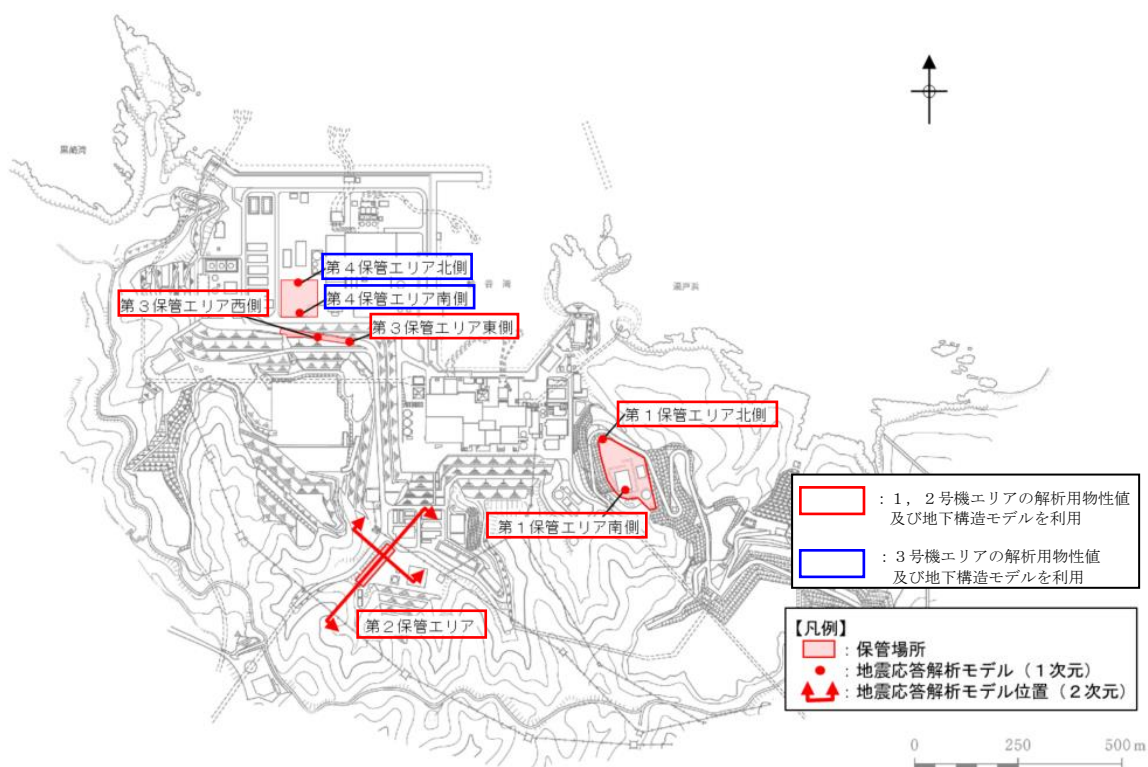 黒崎湾
第４保管エリア北側
谷 湾
第４保管エリア南側
第３保管エリア西側
第３保管エリア東側
第１保管エリア北側
第１保管エリア南側
第２保管エリア
：１，２号機エリアの解析用物性値
及び地下構造モデルを利用
：３号機エリアの解析用物性値
及び地下構造モデルを利用
【凡例】
：保管場所
：地震応答解析モデル（１次元）
：地震応答解析モデル位置（２次元）
0 250 500 m